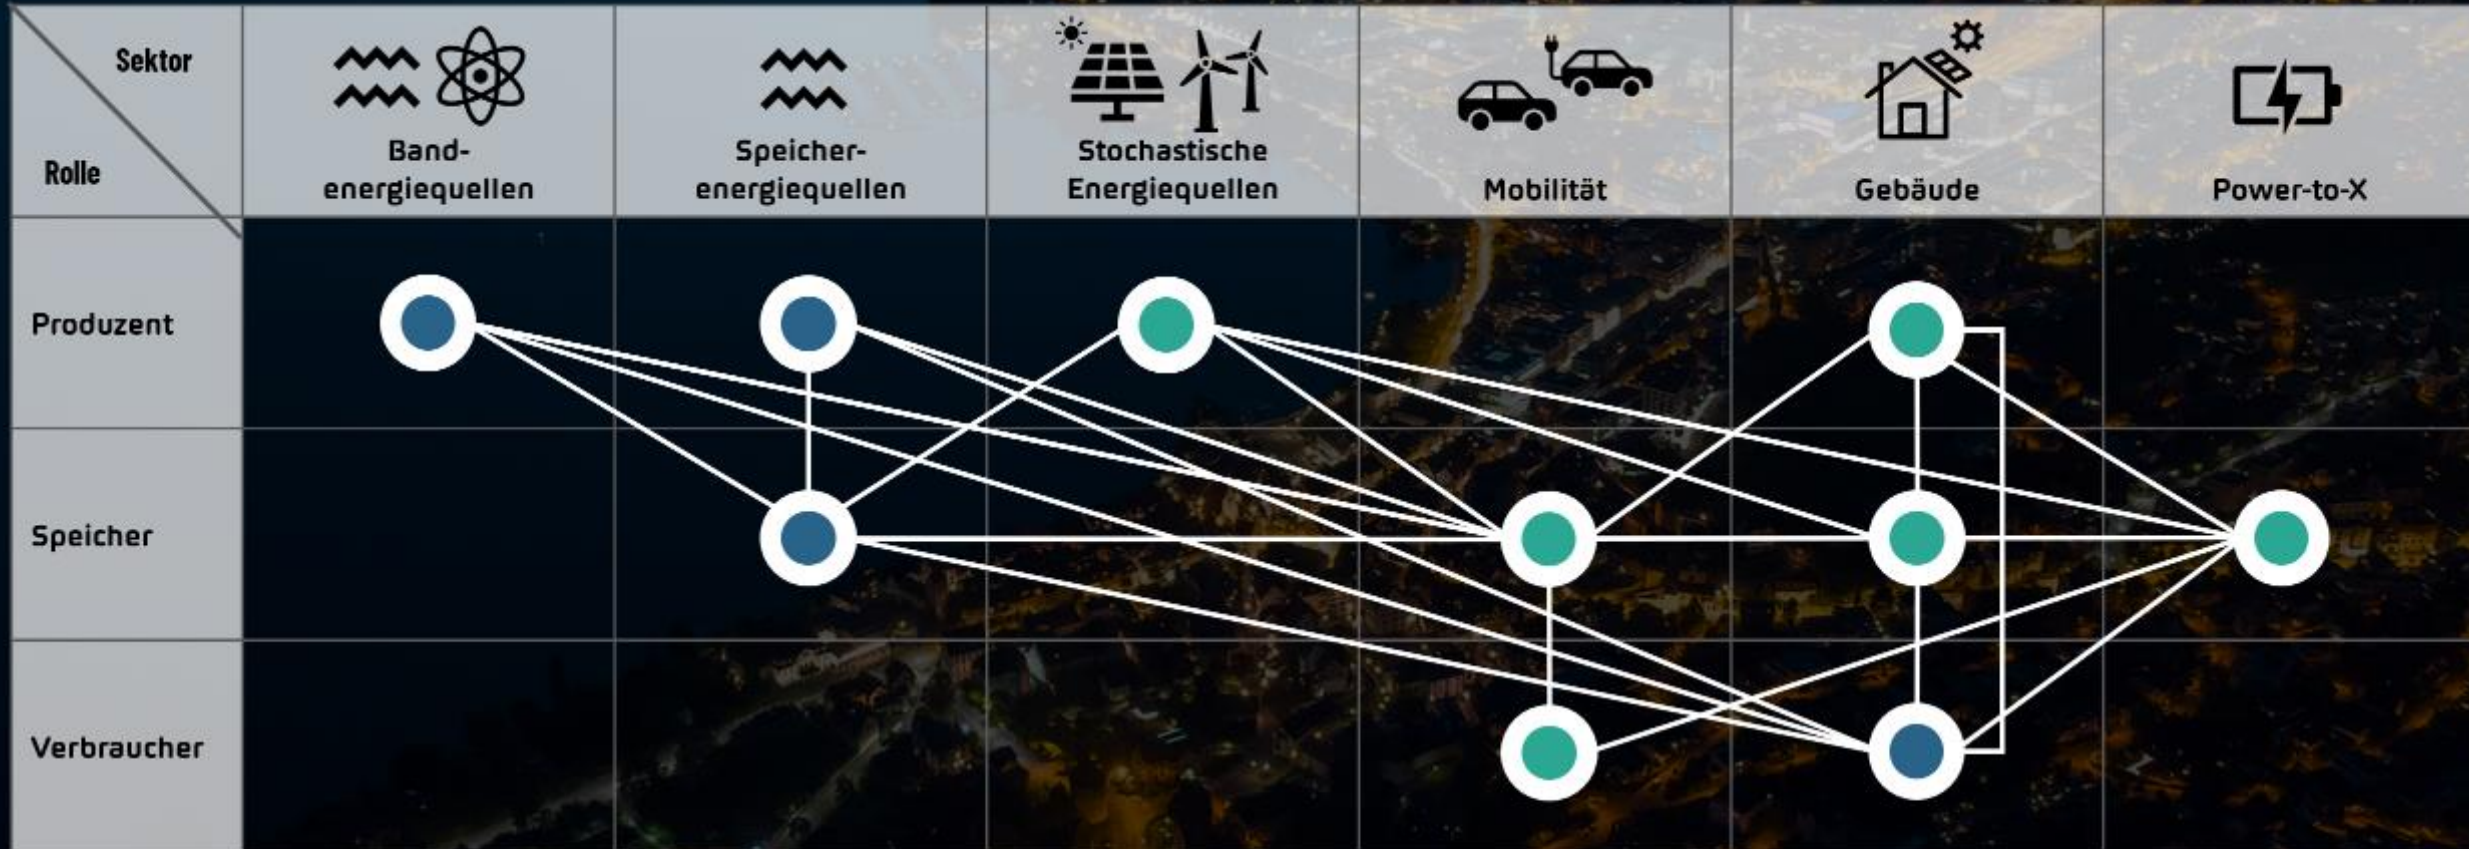 Sektor
Rolle
Band-
energiequellen
Speicher-
energiequellen
Stochastische
Energiequellen
Mobilität
Gebäude
Power-to-X
Produzent
Speicher
Verbraucher